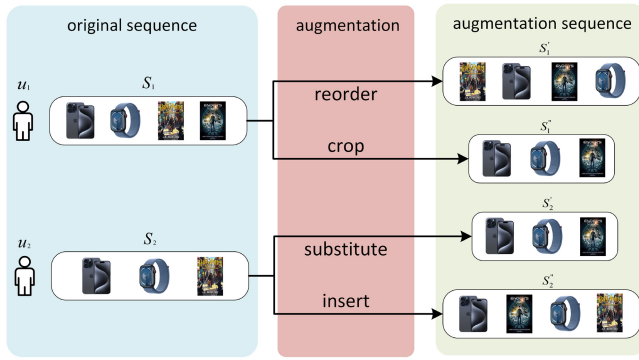 original sequence
augmentation
augmentation sequence
u₁
S₁
S₁'
reorder
crop
S₁''
u₂
S₂
S₂'
substitute
insert
S₂''